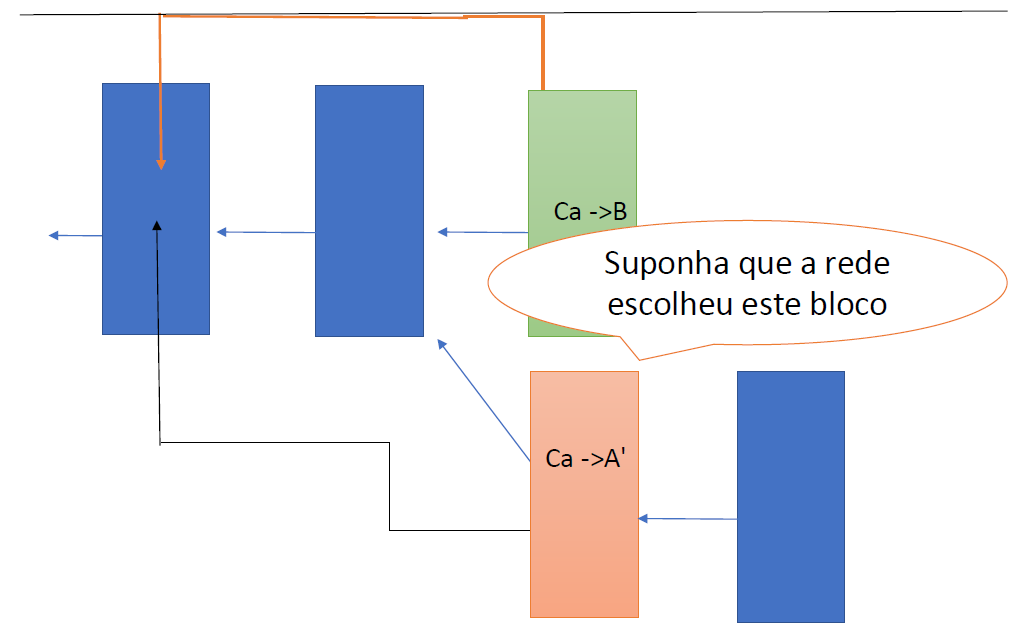 Ca ->B
Suponha que a rede
escolheu este bloco
Ca ->A'